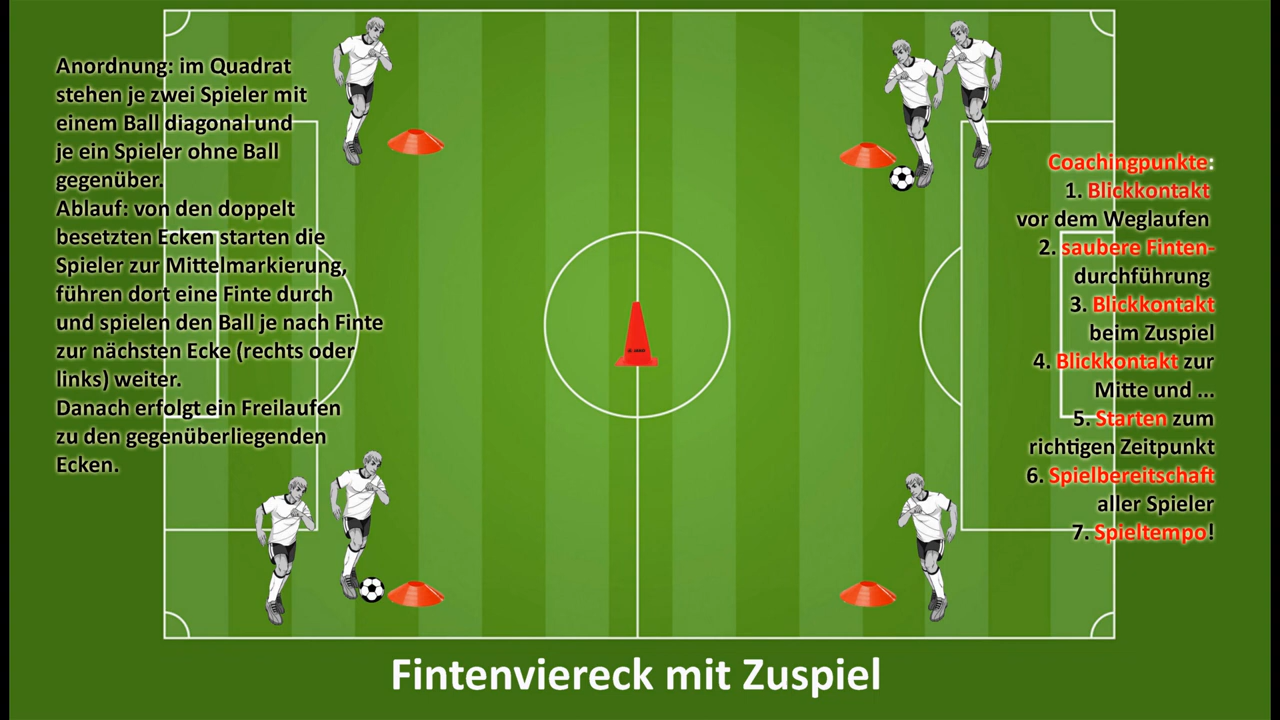 Anordnung: im Quadrat
stehen je zwei Spieler mit
einem Ball diagonal und
je ein Spieler ohne Ball
gegenüber.
Ablauf: von den doppelt
besetzten Ecken starten die
Spieler zur Mittelmarkierung,
führen dort eine Finte durch
und spielen den Ball je nach Finte
zur nächsten Ecke (rechts oder
links) weiter.
Danach erfolgt ein Freilaufen
zu den gegenüberliegenden
Ecken.
Coachingpunkte:
1. Blickkontakt
vor dem Weglaufen
2. saubere Finten-
durchführung
3. Blickkontakt
beim Zuspiel
4. Blickkontakt zur
Mitte und ...
5. Starten zum
richtigen Zeitpunkt
6. Spielbereitschaft
aller Spieler
7. Spieltempo!
Fintenviereck mit Zuspiel